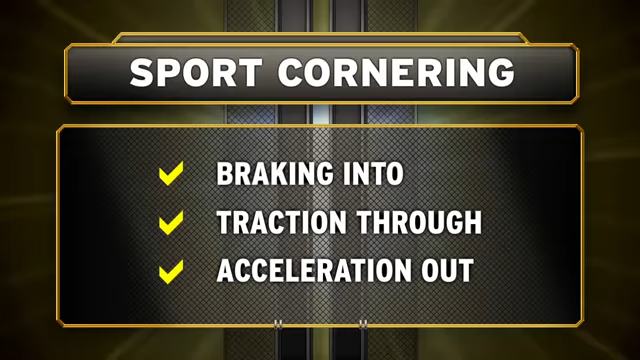 SPORT CORNERING
BRAKING INTO
TRACTION THROUGH
ACCELERATION OUT